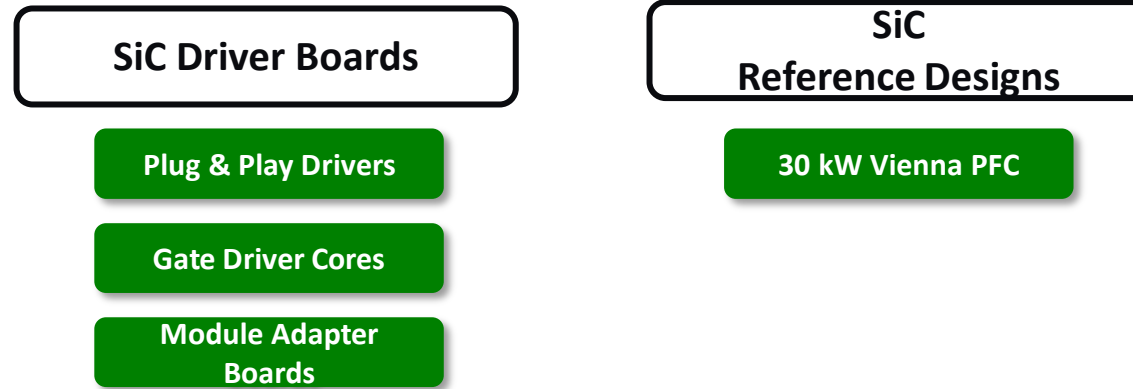 SiC Driver Boards
Plug & Play Drivers
Gate Driver Cores
Module Adapter
Boards
SiC
Reference Designs
30 kW Vienna PFC